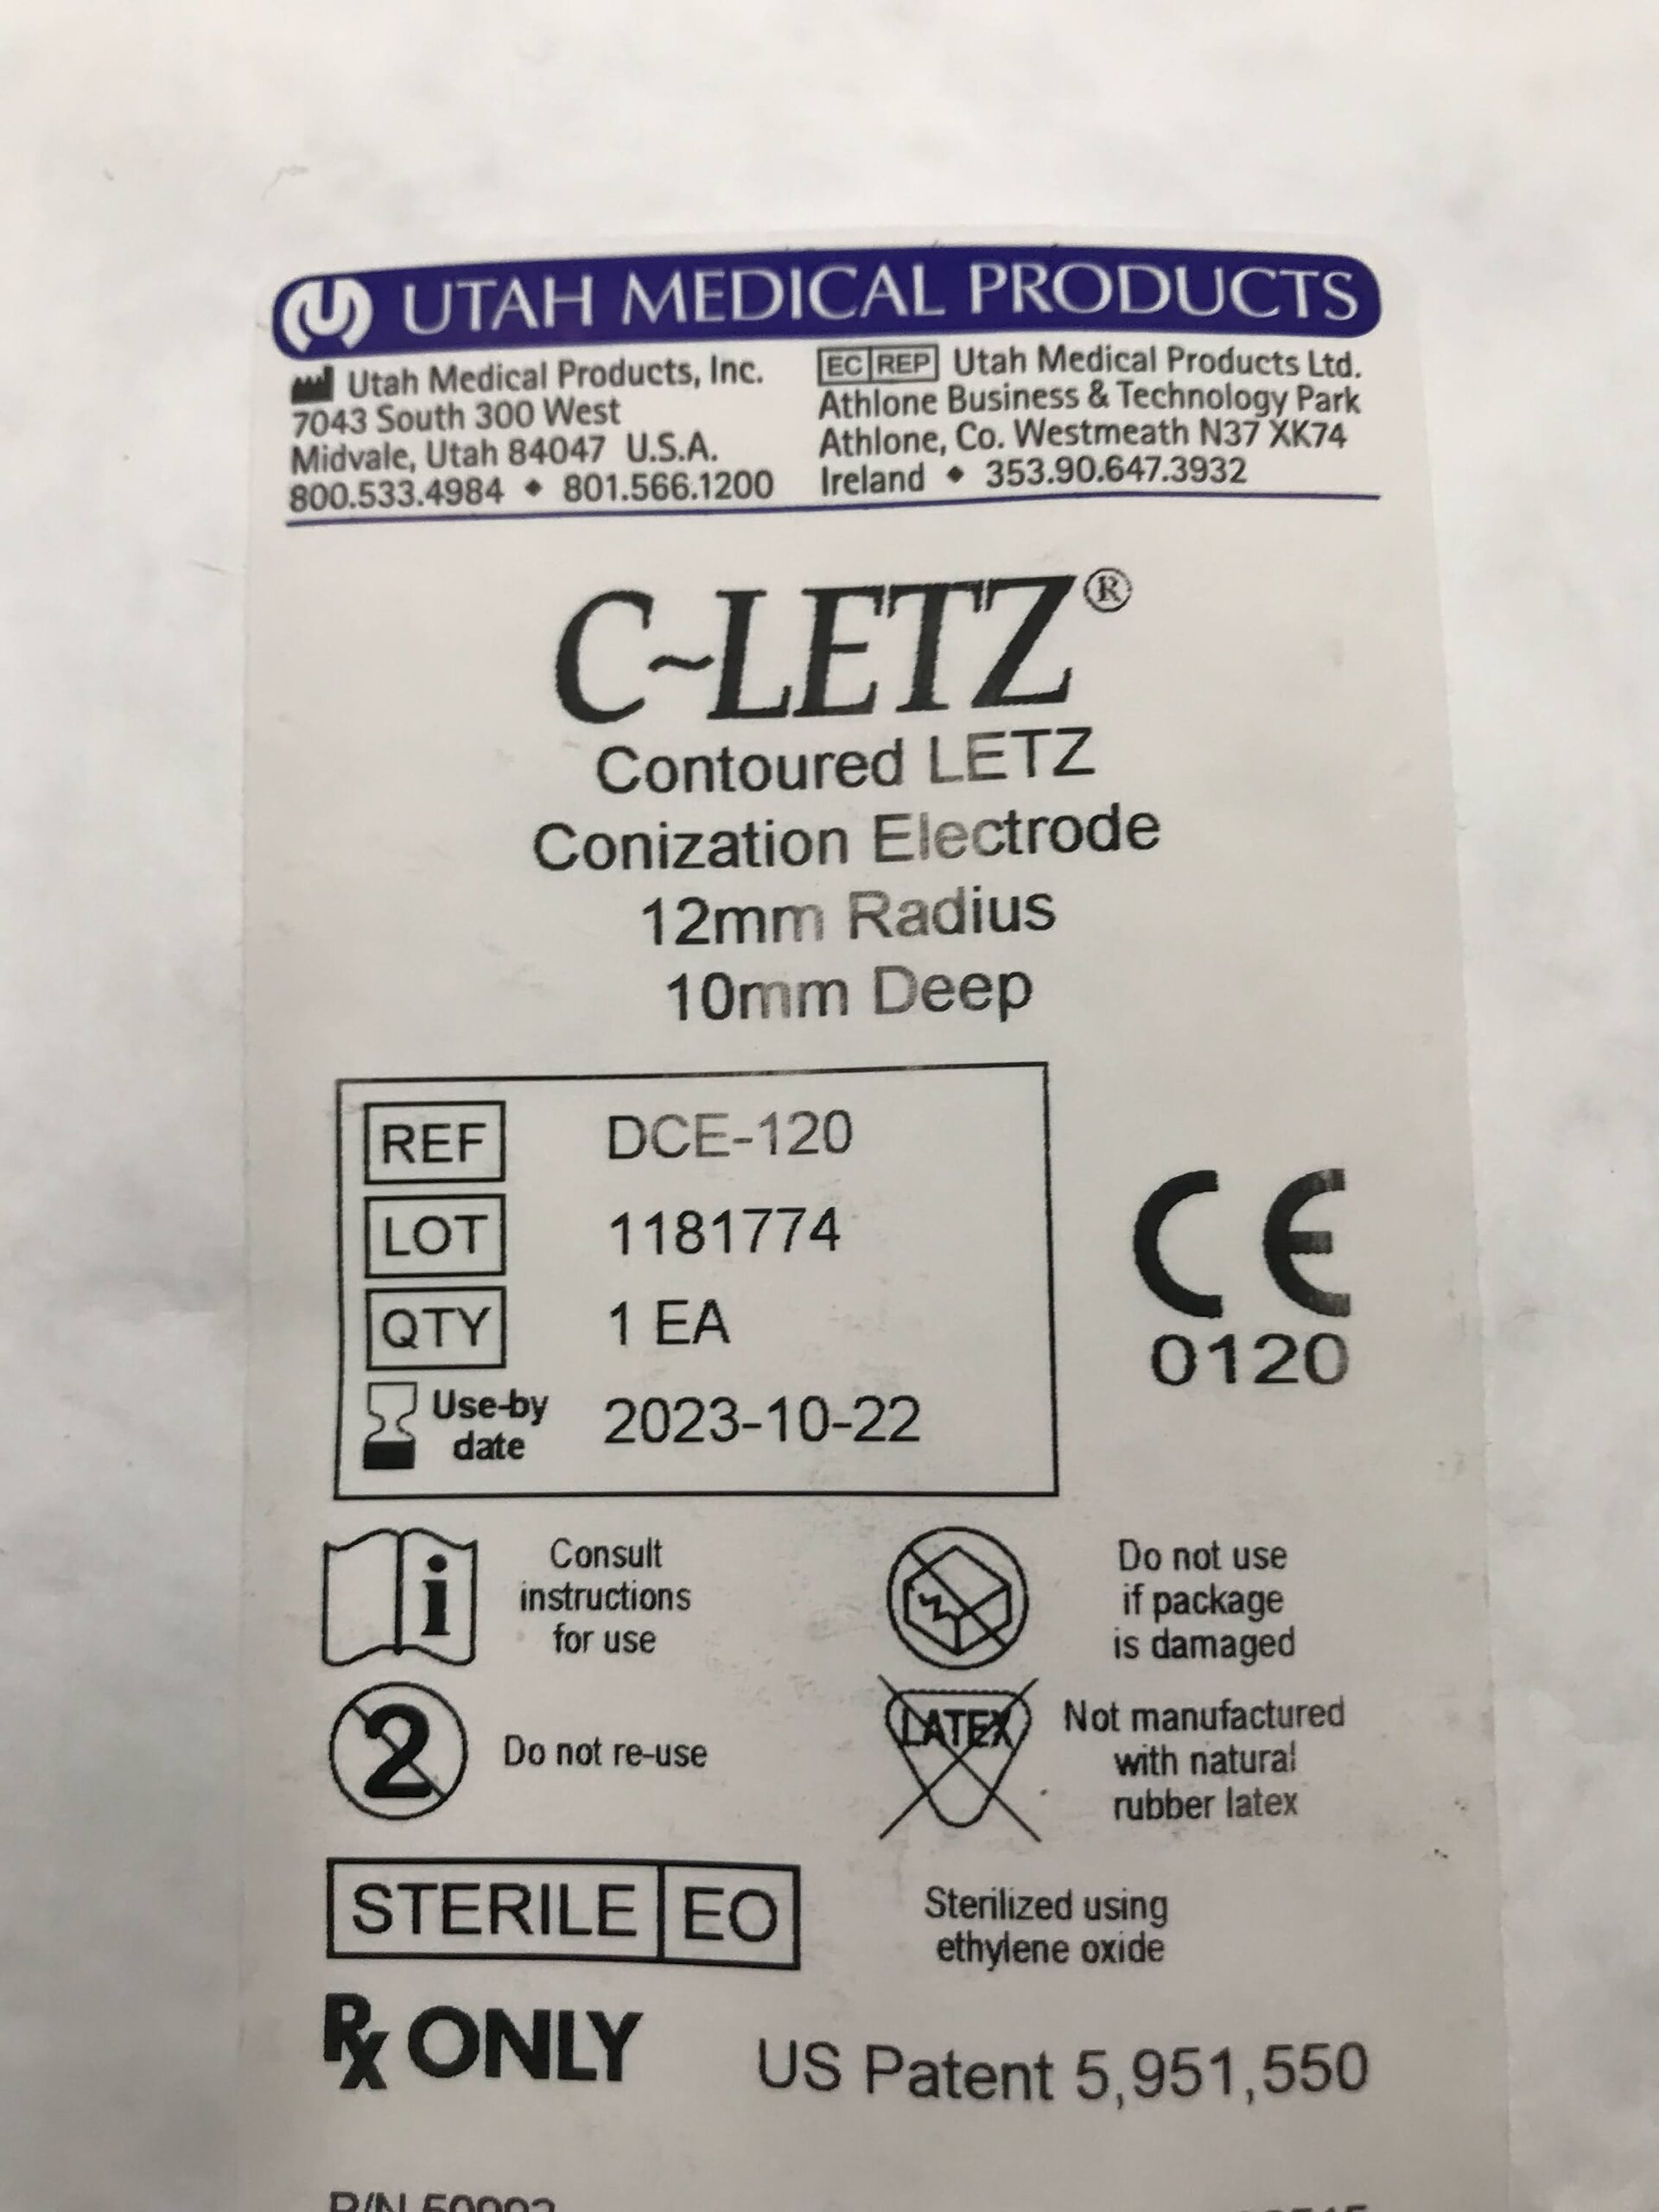 UTAH MEDICAL PRODUCTS
Utah Medical Products, Inc.
7043 South 300 West
Midvale, Utah 84047 U.S.A.
800.533.4984 ♦ 801.566.1200
EC REP Utah Medical Products Ltd.
Athlone Business & Technology Park
Athlone, Co. Westmeath N37 XK74
Ireland ♦ 353.90.647.3932
C~LETZ®
Contoured LETZ
Conization Electrode
12mm Radius
10mm Deep
REF DCE-120
LOT 1181774
QTY 1 EA
Use-by
date 2023-10-22
CE
0120
i
Consult
instructions
for use
Do not use
if package
is damaged
2
Do not re-use
LATEX
Not manufactured
with natural
rubber latex
STERILE EO
Sterilized using
ethylene oxide
Rx ONLY
US Patent 5,951,550
P/N